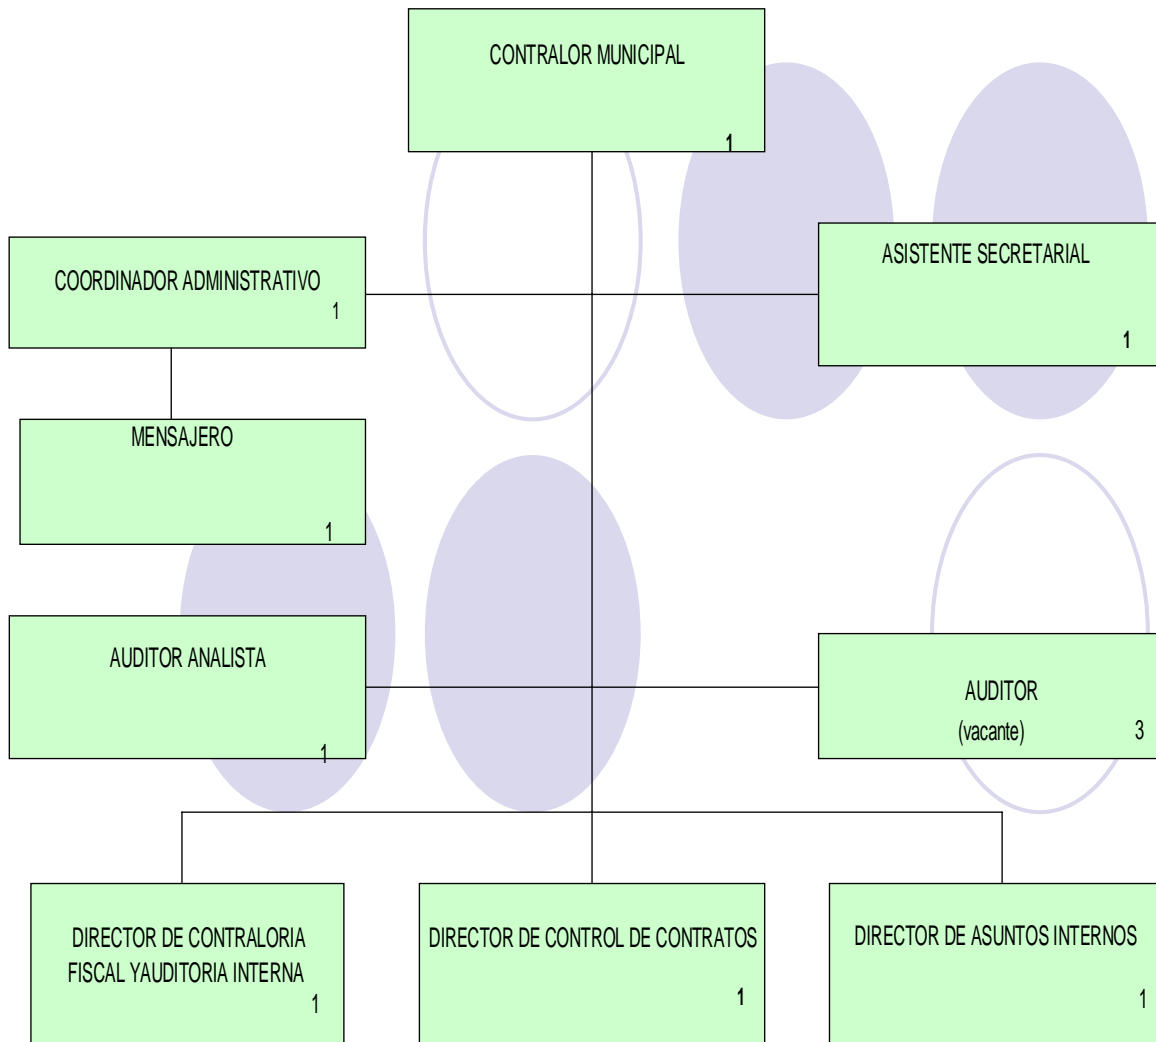 CONTRALOR MUNICIPAL
1
COORDINADOR ADMINISTRATIVO
1
ASISTENTE SECRETARIAL
1
MENSAJERO
1
AUDITOR ANALISTA
1
AUDITOR
(vacante) 3
DIRECTOR DE CONTRALORIA
FISCAL YAUDITORIA INTERNA
1
DIRECTOR DE CONTROL DE CONTRATOS
1
DIRECTOR DE ASUNTOS INTERNOS
1